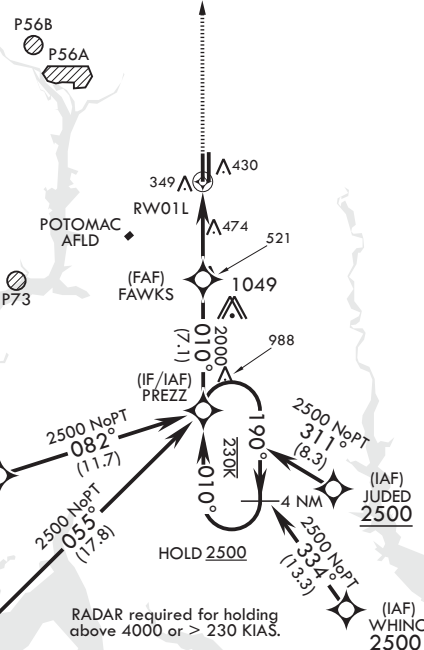 P56B
P56A
430
349
RW01L
474
POTOMAC
AFLD
521
(FAF)
FAWKS
1049
P73
2000
010°
(7.1)
988
(IF/IAF)
PREZZ
2500 NoPT
082°
(11.7)
190°
230K
010°
2500 NoPT
311°
(8.3)
(IAF)
JUDED
2500
2500 NoPT
055°
(17.8)
4 NM
HOLD 2500
2500 NoPT
334°
(13.3)
RADAR required for holding
above 4000 or > 230 KIAS.
(IAF)
WHINO
2500